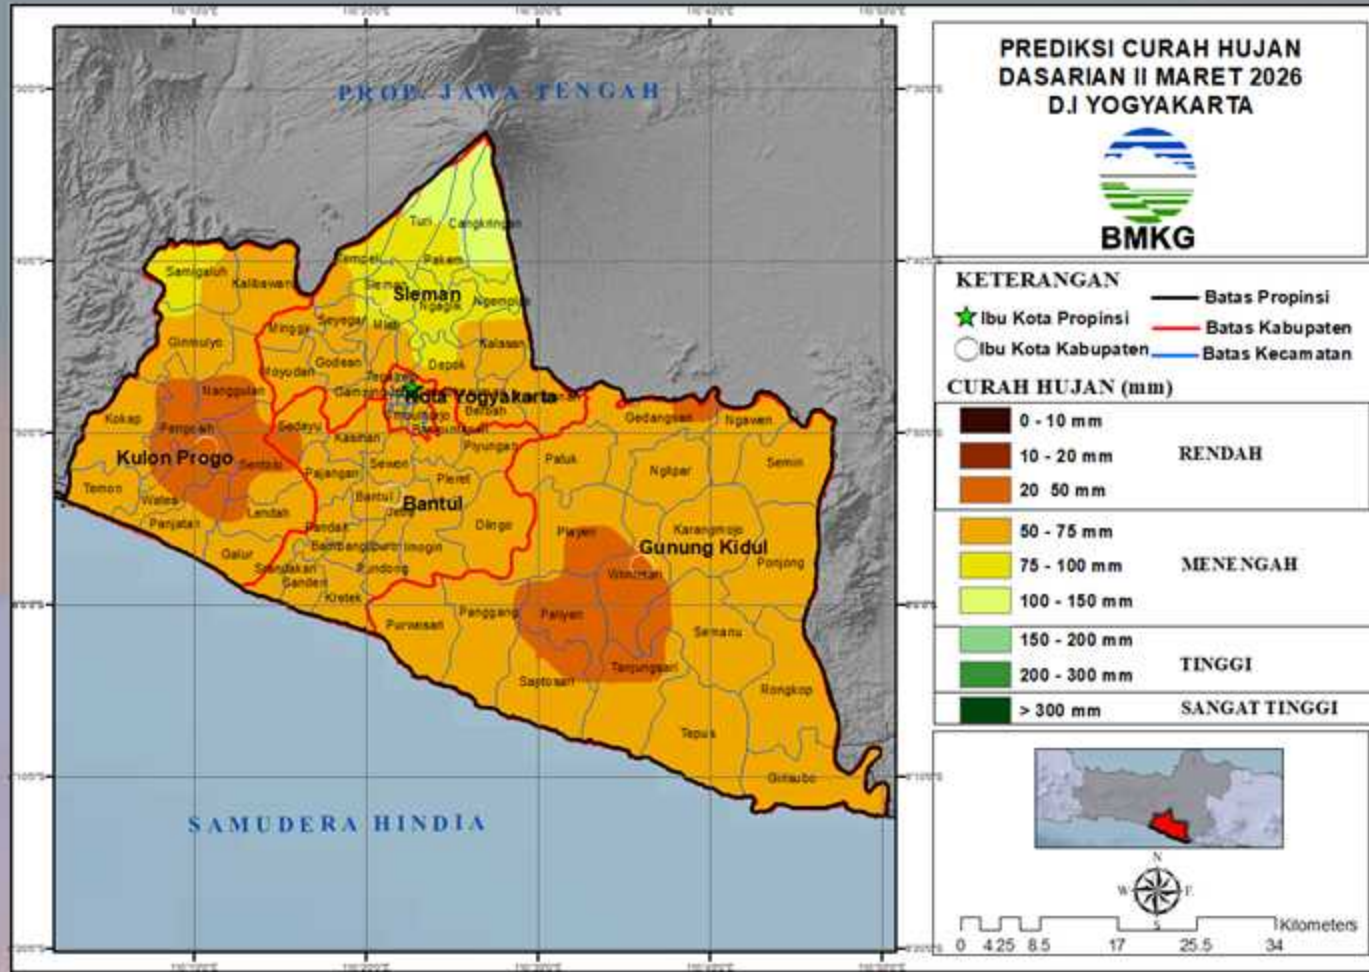 PROP. JAWA TENGAH
Turi
Cangkringan
Tempel
Pakem
Samigaluh
Kalibawang
Sleman
Sleman
Ngaglik
Ngemplak
Minggir
Seyegan
Mlati
Girimulyo
Godean
Depok
Kalasan
Moyudan
Nanggulan
Gamping
Kota Yogyakarta
Berbah
Gedangsari
Ngawen
Kokap
Pengasih
Sedayu
Kasihan
Banguntapan
Piyungan
Patuk
Nglipar
Semin
Kulon Progo
Sentolo
Pajangan
Sewon
Pleret
Temon
Wates
Bantul
Bantul
Jetis
Panjatan
Lendah
Pandak
Dlingo
Playen
Karangmojo
Gunung Kidul
Ponjong
Galur
Bambanglipuro
Imogiri
Srandakan
Sanden
Pundong
Wonosari
Kretek
Purwosari
Panggang
Paliyan
Semanu
Tanjungsari
Saptosari
Rongkop
Tepus
Girisubo
SAMUDERA HINDIA
PREDIKSI CURAH HUJAN
DASARIAN II MARET 2026
D.I YOGYAKARTA
BMKG
KETERANGAN
Ibu Kota Propinsi
Ibu Kota Kabupaten
Batas Propinsi
Batas Kabupaten
Batas Kecamatan
CURAH HUJAN (mm)
0 - 10 mm
10 - 20 mm
20 50 mm
RENDAH
50 - 75 mm
75 - 100 mm
100 - 150 mm
MENENGAH
150 - 200 mm
200 - 300 mm
TINGGI
> 300 mm
SANGAT TINGGI
N
W
E
S
Kilometers
0 4.25 8.5 17 25.5 34